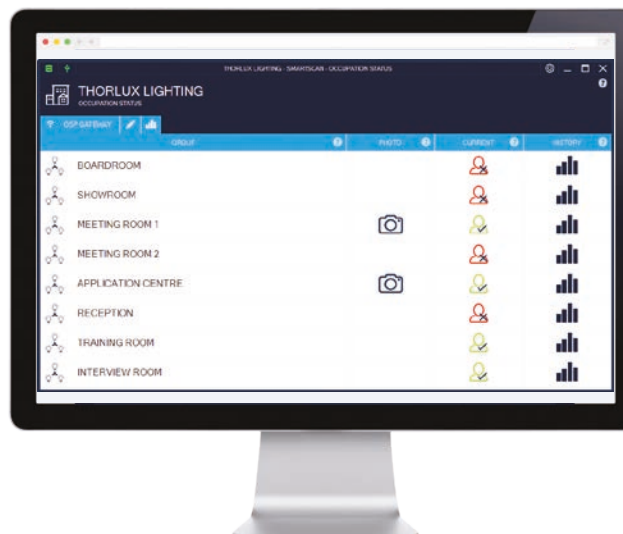 THORLUX LIGHTING - SMARTSCAN - OCCUPATION STATUS
THORLUX LIGHTING
OCCUPATION STATUS
OSP GATEWAY
GROUP ? PHOTO ? CURRENT ? HISTORY ?
BOARDROOM
SHOWROOM
MEETING ROOM 1
MEETING ROOM 2
APPLICATION CENTRE
RECEPTION
TRAINING ROOM
INTERVIEW ROOM